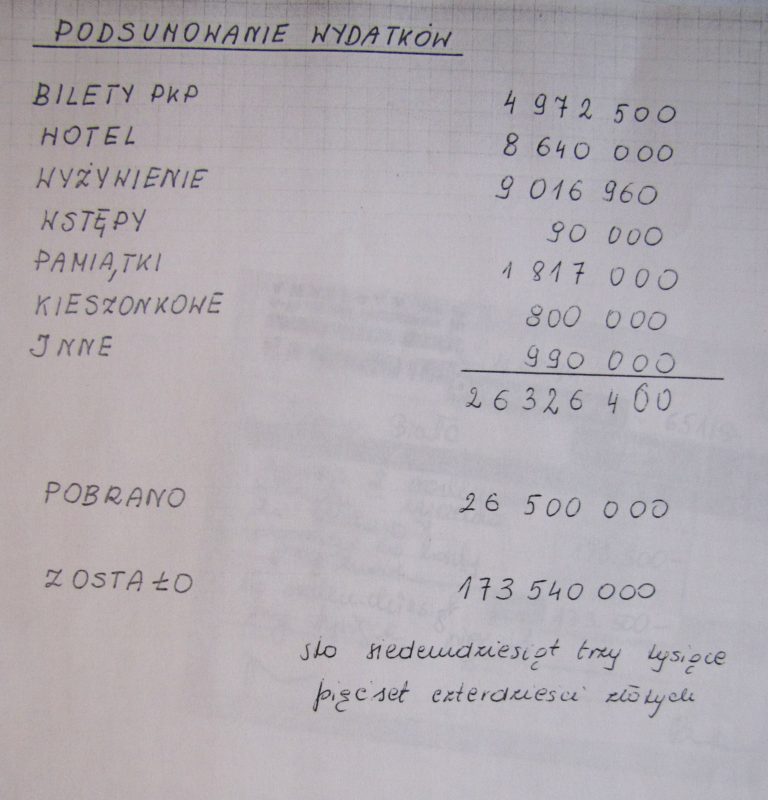 PODSUMOWANIE WYDATKÓW
BILETY PKP 4 972 500
HOTEL 8 640 000
WYŻYWIENIE 9 016 960
WSTĘPY 90 000
PAMIĄTKI 1 817 000
KIESZONKOWE 800 000
INNE 990 000
26 326 460
POBRANO 26 500 000
ZOSTAŁO 173 540 000
sto siedemdziesiąt trzy tysiące
pięćset czterdzieści złotych